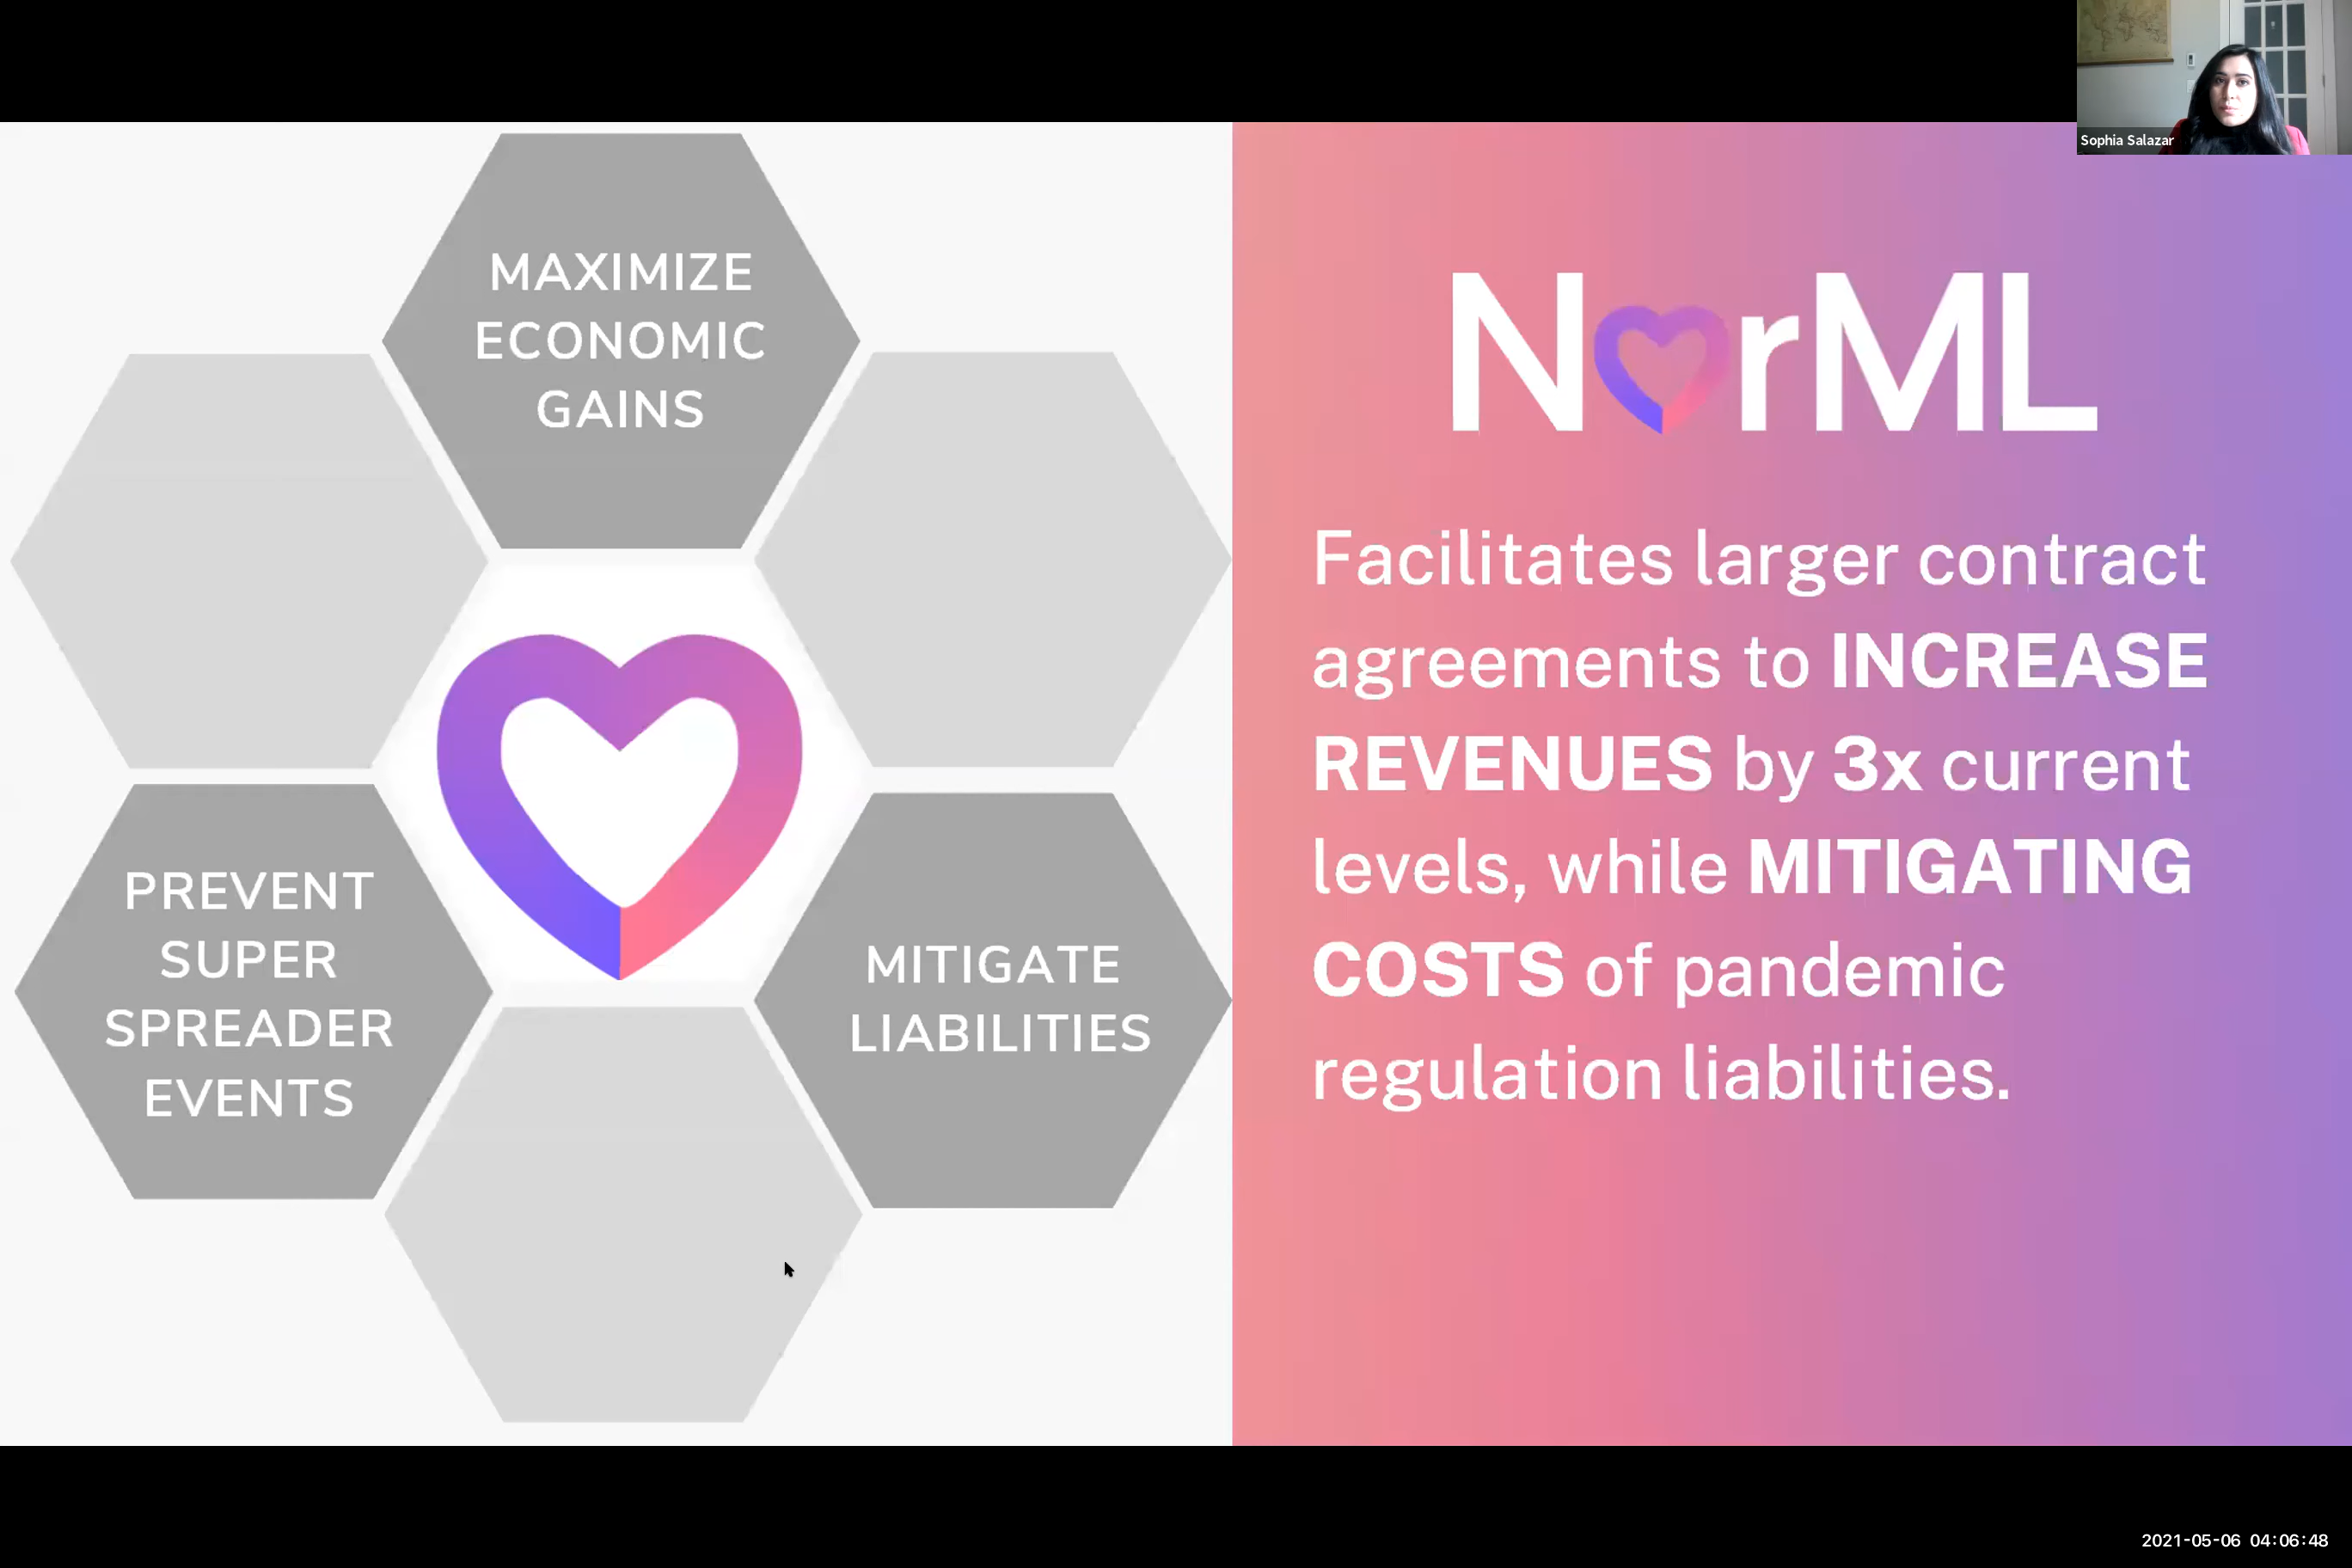 Sophia Salazar
MAXIMIZE
ECONOMIC
GAINS
PREVENT
SUPER
SPREADER
EVENTS
MITIGATE
LIABILITIES
NorML
Facilitates larger contract
agreements to INCREASE
REVENUES by 3x current
levels, while MITIGATING
COSTS of pandemic
regulation liabilities.
2021-05-06 04:06:48